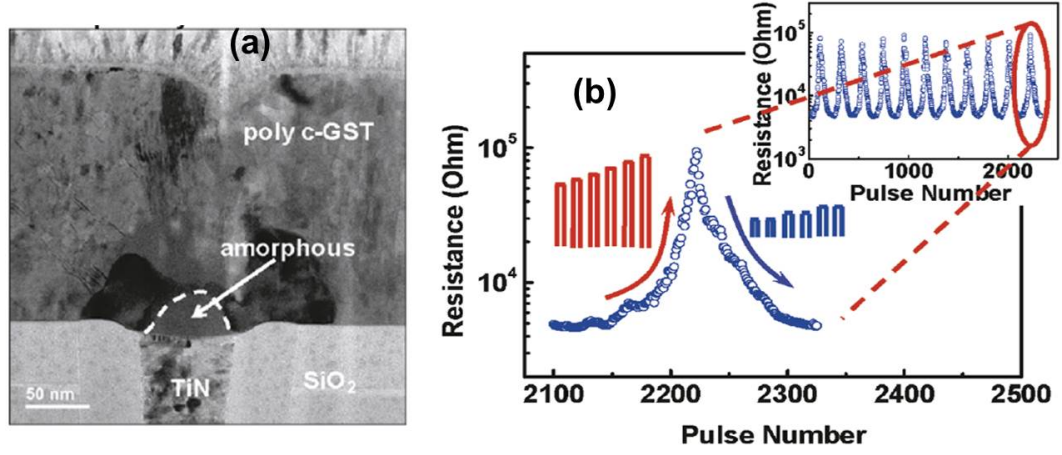 (a)
poly c-GST
amorphous
TiN
SiO2
50 nm
(b)
Resistance (Ohm)
10^5
10^4
2100 2200 2300 2400 2500
Pulse Number
Resistance (Ohm)
10^5
10^4
10^3
0 1000 2000
Pulse Number